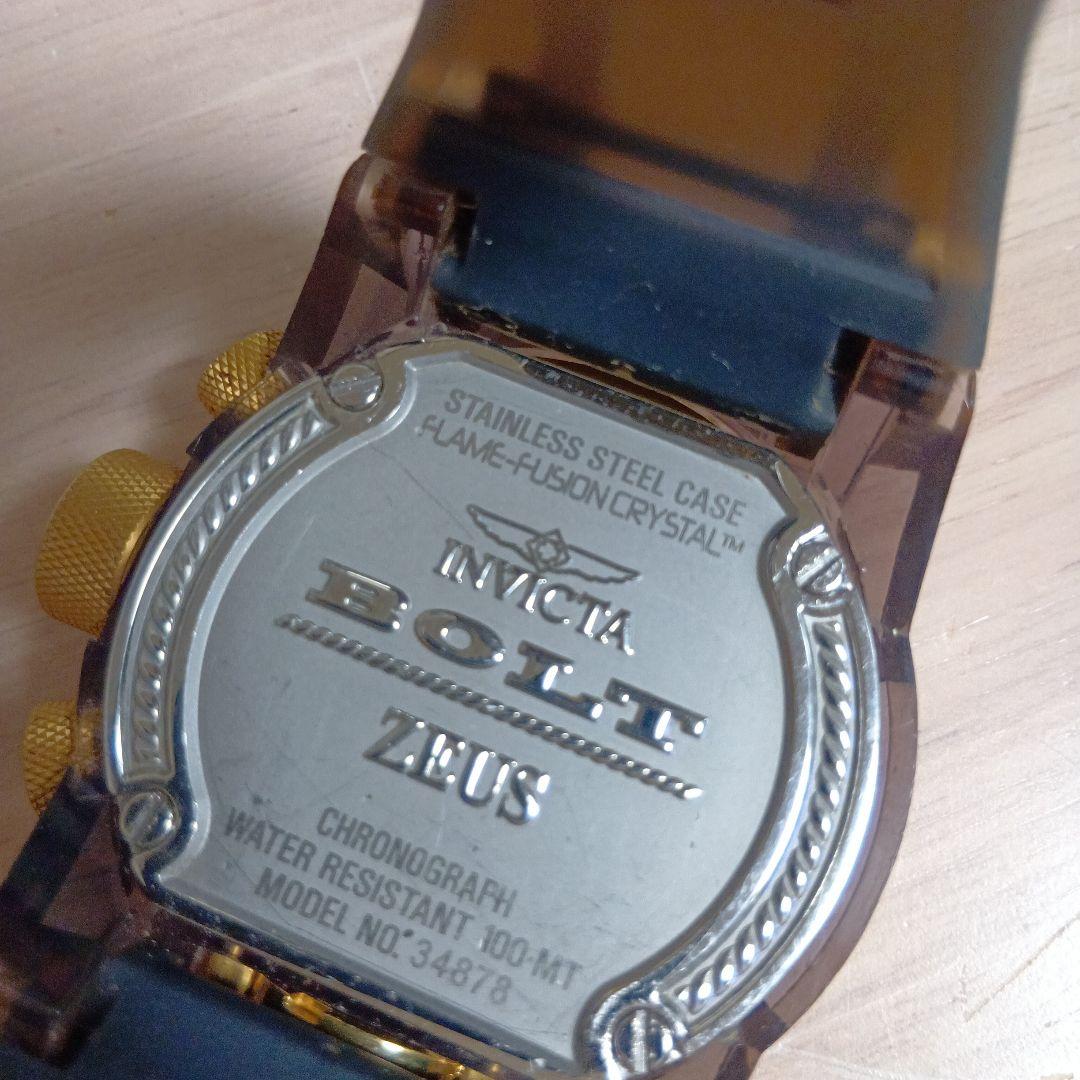 STAINLESS STEEL CASE
FLAME-FUSION CRYSTAL™
INVICTA
BOLT
ZEUS
CHRONOGRAPH
WATER RESISTANT 100-MT
MODEL NO. 34878